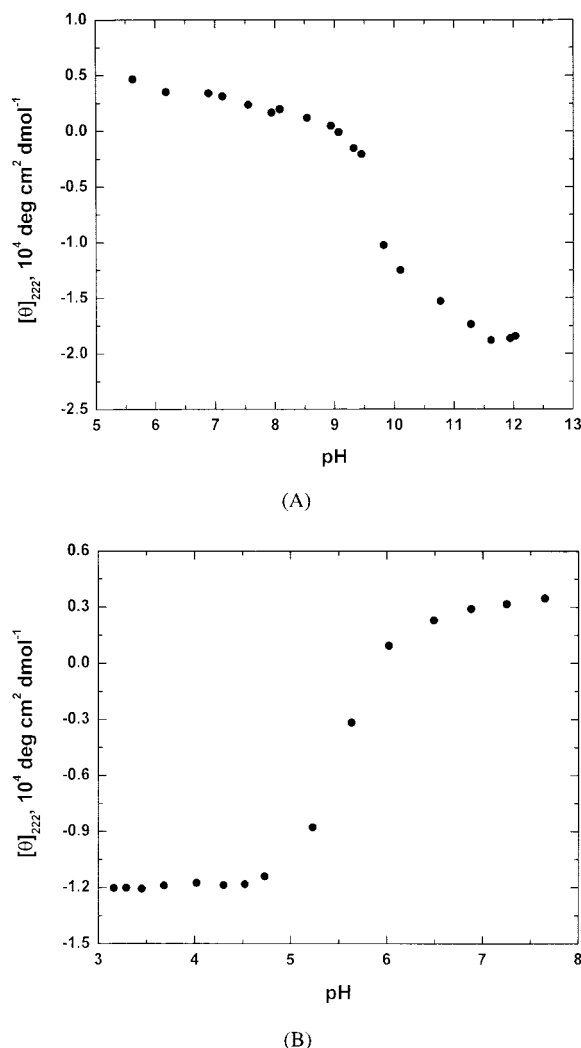 1.0
0.5
0.0
-0.5
-1.0
-1.5
-2.0
-2.5
[θ]222, 10⁴ deg cm² dmol⁻¹
5 6 7 8 9 10 11 12 13
pH
(A)
0.6
0.3
0.0
-0.3
-0.6
-0.9
-1.2
-1.5
[θ]222, 10⁴ deg cm² dmol⁻¹
3 4 5 6 7 8
pH
(B)